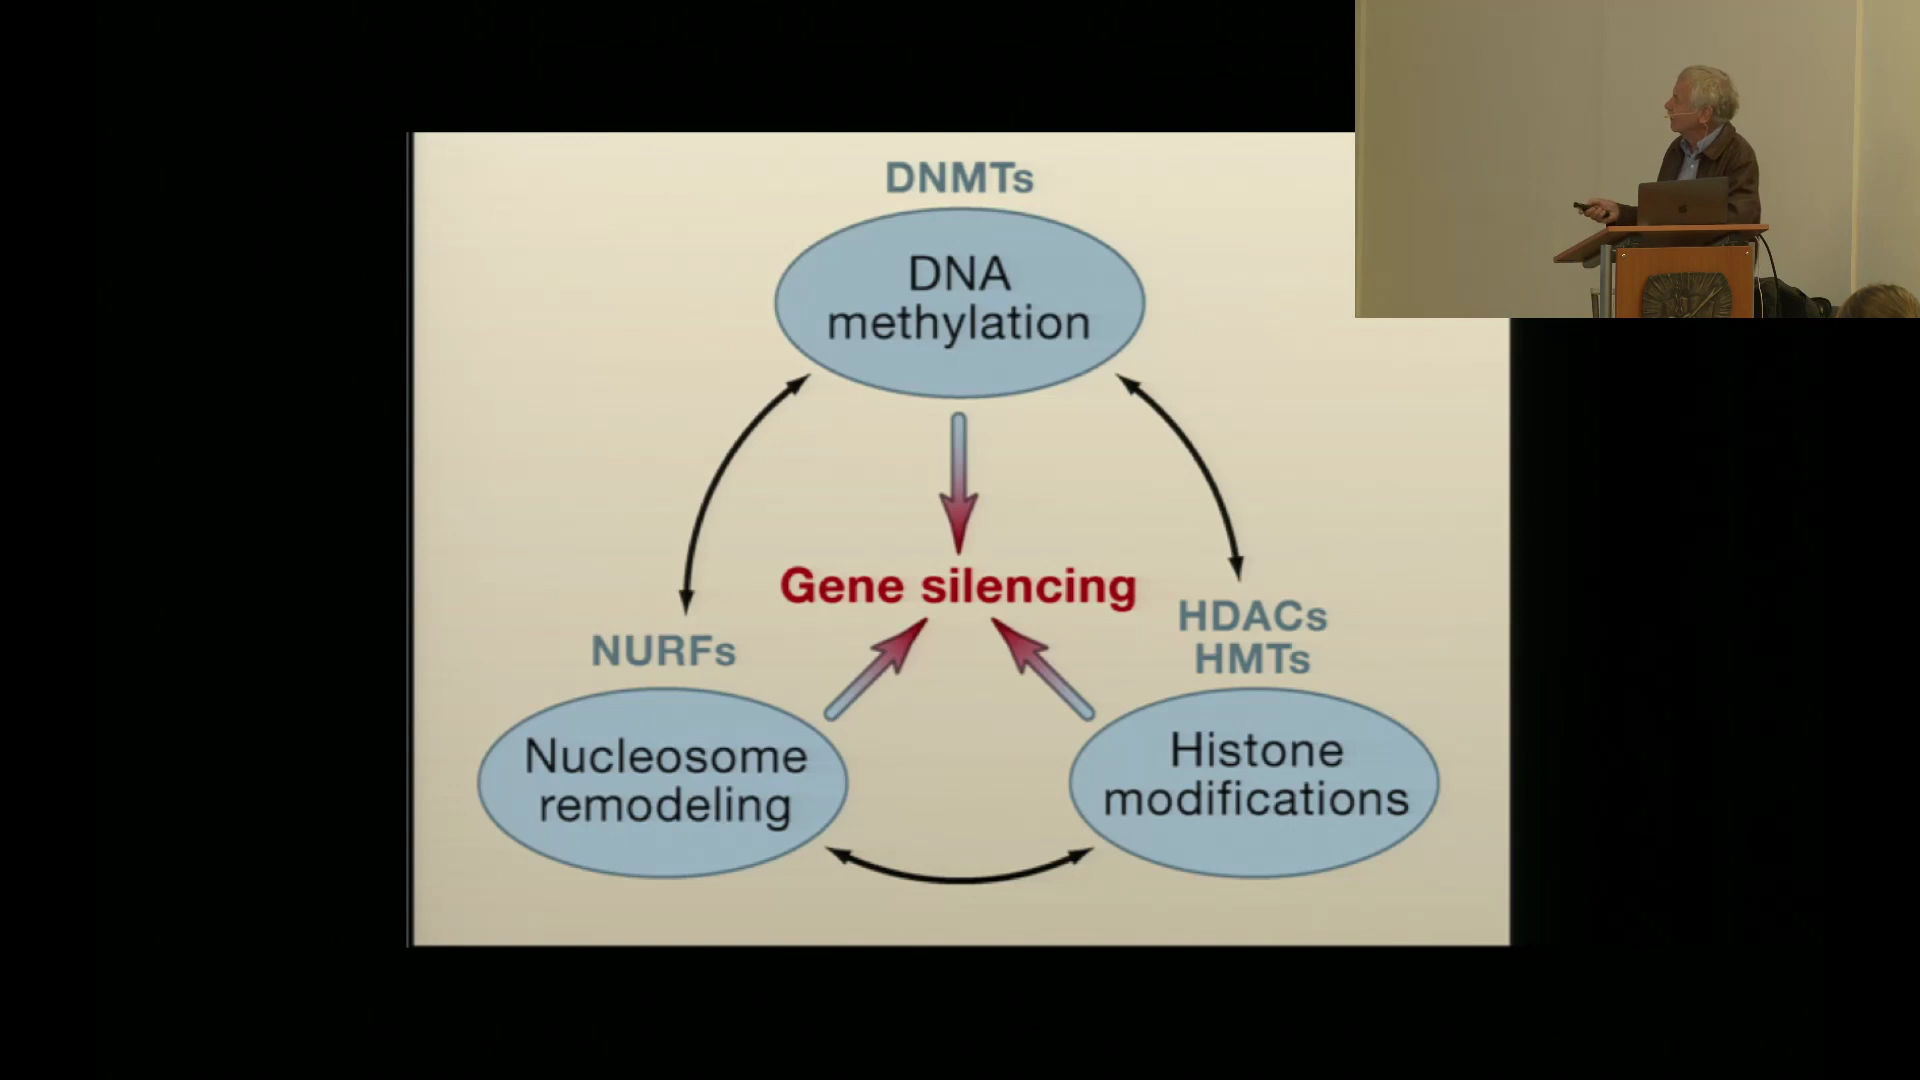 DNMTs
DNA
methylation
Gene silencing
NURFs
HDACs
HMTs
Nucleosome
remodeling
Histone
modifications